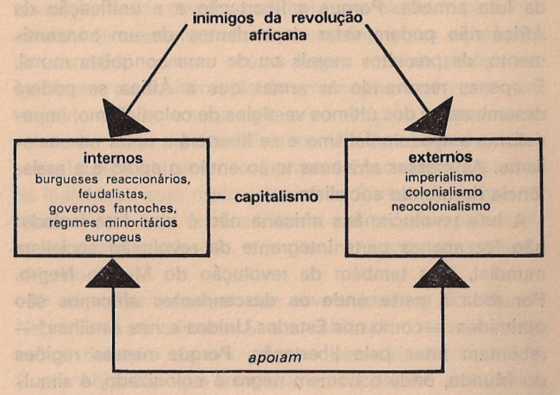 inimigos da revolução
africana
internos
burgueses reaccionários,
feudalistas,
governos fantoches,
regimes minoritários
europeus
capitalismo
externos
imperialismo
colonialismo
neocolonialismo
apoiam